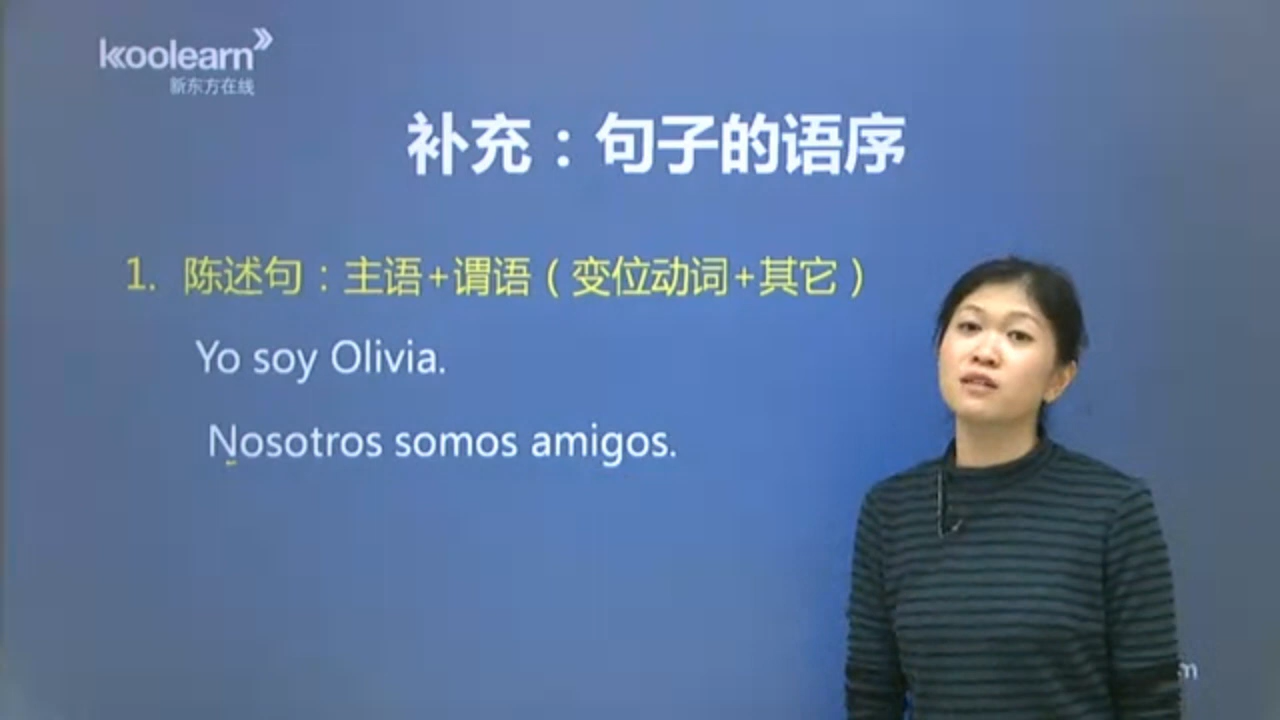 koolearn
新东方在线
补充：句子的语序
1. 陈述句：主语+谓语（变位动词+其它）
Yo soy Olivia.
Nosotros somos amigos.